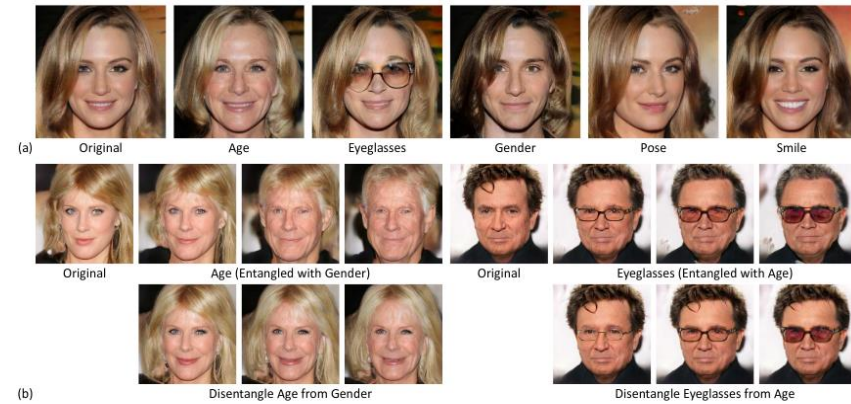 Original Age Eyeglasses Gender Pose Smile
(a)
Original Age (Entangled with Gender) Original Eyeglasses (Entangled with Age)
Disentangle Age from Gender Disentangle Eyeglasses from Age
(b)